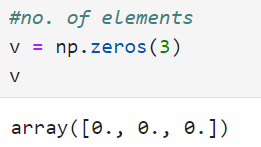 #no. of elements
v = np.zeros(3)
v
array([0., 0., 0.])